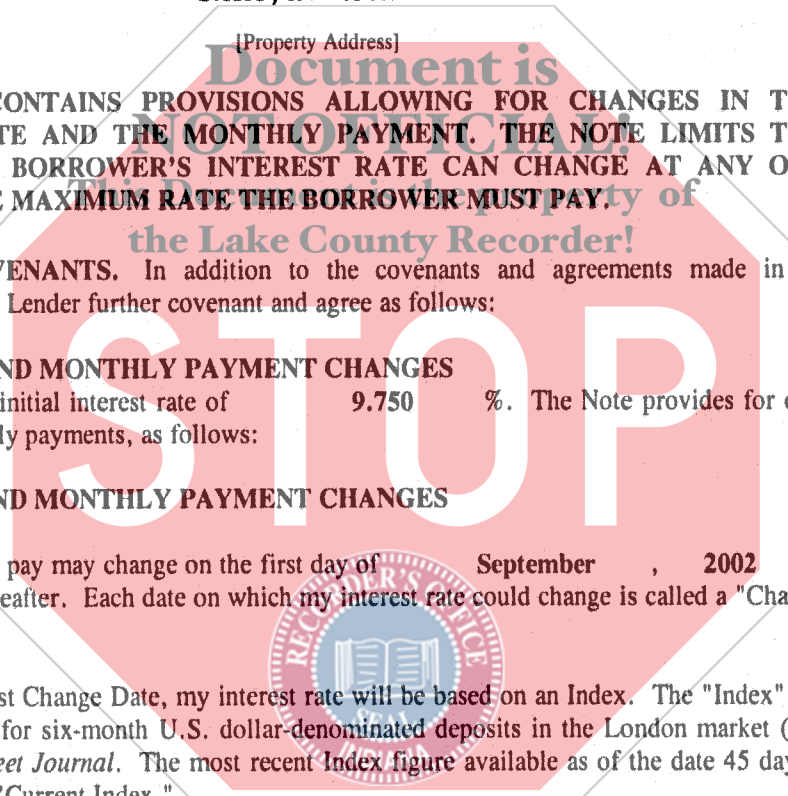 [Property Address]
Document is
CONTAINS PROVISIONS ALLOWING FOR CHANGES IN T
TE AND THE MONTHLY PAYMENT. THE NOTE LIMITS T
NOT OFFICIAL!
BORROWER'S INTEREST RATE CAN CHANGE AT ANY O
This Document is the property of
E MAXIMUM RATE THE BORROWER MUST PAY.
the Lake County Recorder!
VENANTS. In addition to the covenants and agreements made in
Lender further covenant and agree as follows:
STOP
ND MONTHLY PAYMENT CHANGES
initial interest rate of 9.750 %. The Note provides for
ly payments, as follows:
ND MONTHLY PAYMENT CHANGES
pay may change on the first day of September , 2002
eafter. Each date on which my interest rate could change is called a "Cha
RECORDER'S OFFICE
SEAL
INDIANA
st Change Date, my interest rate will be based on an Index. The "Index"
for six-month U.S. dollar-denominated deposits in the London market (
eet Journal. The most recent Index figure available as of the date 45 day
"Current Index."